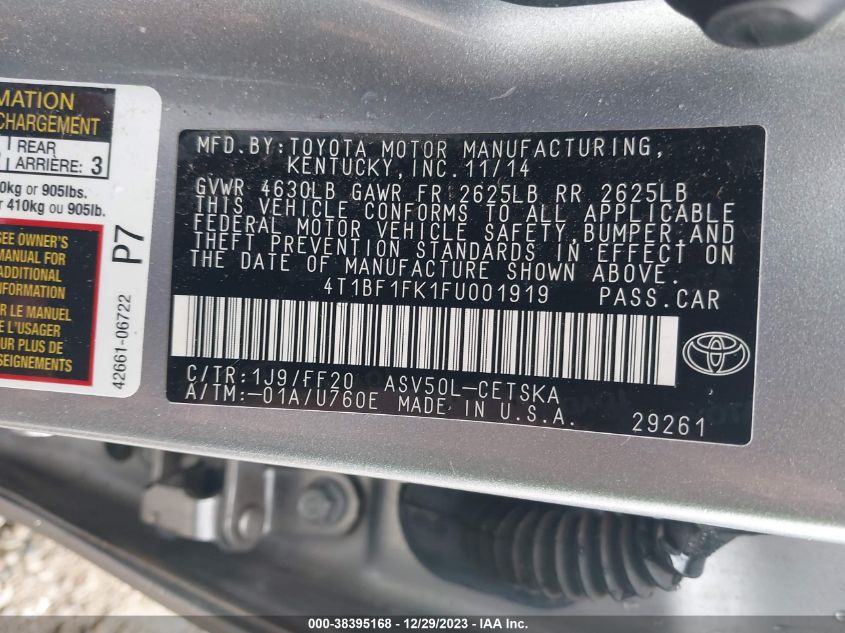 MATION
CHARGEMENT
REAR
ARRIÈRE: 3
0kg or 905lbs.
410kg ou 905lb.
SEE OWNER'S
MANUAL FOR
ADDITIONAL
INFORMATION
R LE MANUEL
L'USAGER
UR PLUS DE
SEIGNEMENTS
P7
42661-06722
MFD.BY:TOYOTA MOTOR MANUFACTURING,
KENTUCKY, INC.11/14
GVWR 4630LB GAWR FR 2625LB RR 2625LB
THIS VEHICLE CONFORMS TO ALL APPLICABLE
FEDERAL MOTOR VEHICLE SAFETY,BUMPER,AND
THEFT PREVENTION STANDARDS IN EFFECT ON
THE DATE OF MANUFACTURE SHOWN ABOVE.
4T1BF1FK1FU001919 PASS.CAR
C/TR:1J9/FF20 ASV50L-CETSKA
A/TM:-01A/U760E MADE IN U.S.A.
29261
000-38395168 - 12/29/2023 - IAA Inc.